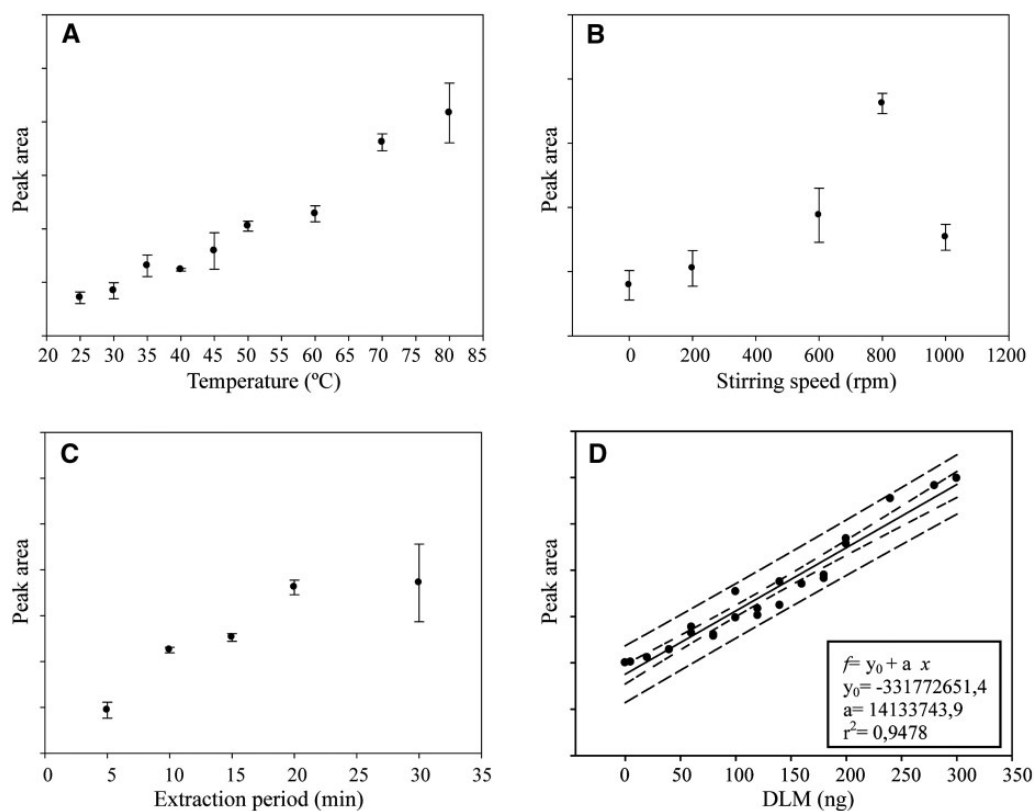 A
Peak area
20 25 30 35 40 45 50 55 60 65 70 75 80 85
Temperature (ºC)
B
Peak area
0 200 400 600 800 1000 1200
Stirring speed (rpm)
C
Peak area
0 5 10 15 20 25 30 35
Extraction period (min)
D
Peak area
f= y0 + a x
y0= -331772651,4
a= 14133743,9
r2= 0,9478
0 50 100 150 200 250 300 350
DLM (ng)